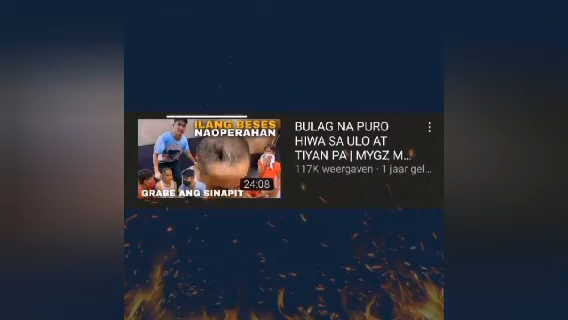 ILANG BESES
NAOPERAHAN
GRABE ANG SINAPIT
24:08
BULAG NA PURO
HIWA SA ULO AT
TIYAN PA | MYGZ M...
117K weergaven · 1 jaar gel...